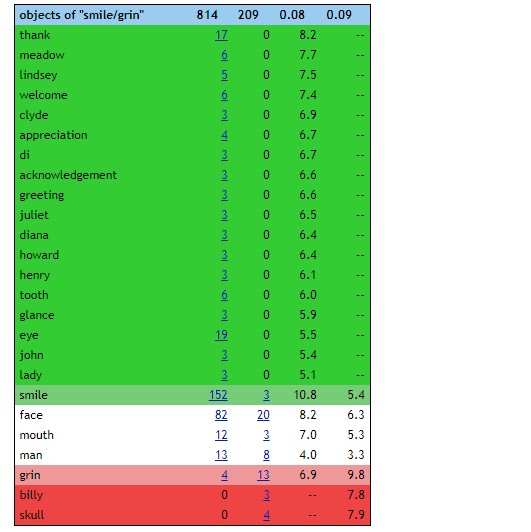 objects of "smile/grin" 814 209 0.08 0.09
thank 17 0 8.2 --
meadow 6 0 7.7 --
lindsey 5 0 7.5 --
welcome 6 0 7.4 --
clyde 3 0 6.9 --
appreciation 4 0 6.7 --
di 3 0 6.7 --
acknowledgement 3 0 6.6 --
greeting 3 0 6.6 --
juliet 3 0 6.5 --
diana 3 0 6.4 --
howard 3 0 6.4 --
henry 3 0 6.1 --
tooth 6 0 6.0 --
glance 3 0 5.9 --
eye 19 0 5.5 --
john 3 0 5.4 --
lady 3 0 5.1 --
smile 152 3 10.8 5.4
face 82 20 8.2 6.3
mouth 12 3 7.0 5.3
man 13 8 4.0 3.3
grin 4 13 6.9 9.8
billy 0 3 -- 7.8
skull 0 4 -- 7.9